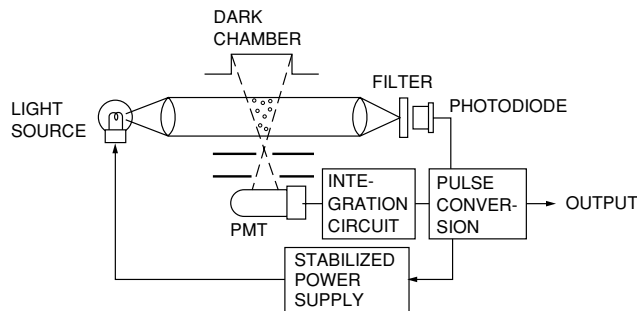 DARK
CHAMBER
FILTER
LIGHT
SOURCE
PHOTODIODE
PMT
INTE-
GRATION
CIRCUIT
PULSE
CONVER-
SION
OUTPUT
STABILIZED
POWER
SUPPLY